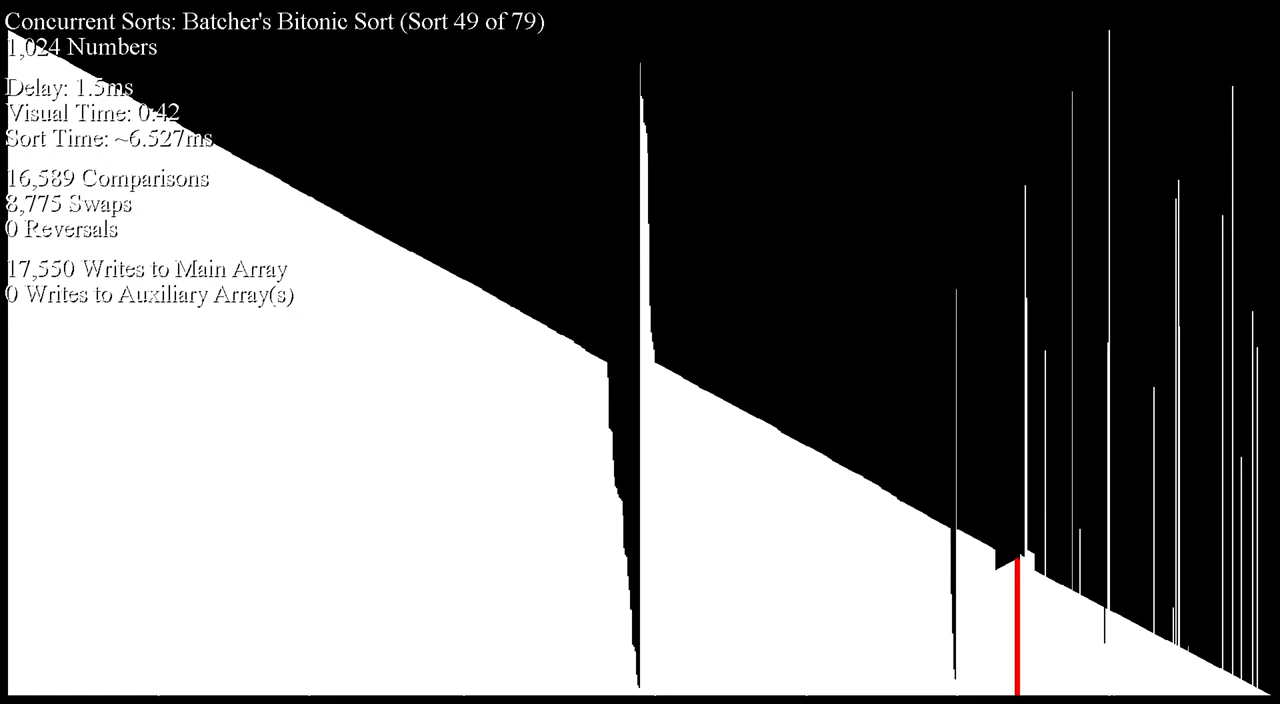 Concurrent Sorts: Batcher's Bitonic Sort (Sort 49 of 79)
1,024 Numbers
Delay: 1.5ms
Visual Time: 0:42
Sort Time: ~6.527ms
16,589 Comparisons
8,775 Swaps
0 Reversals
17,550 Writes to Main Array
0 Writes to Auxiliary Array(s)